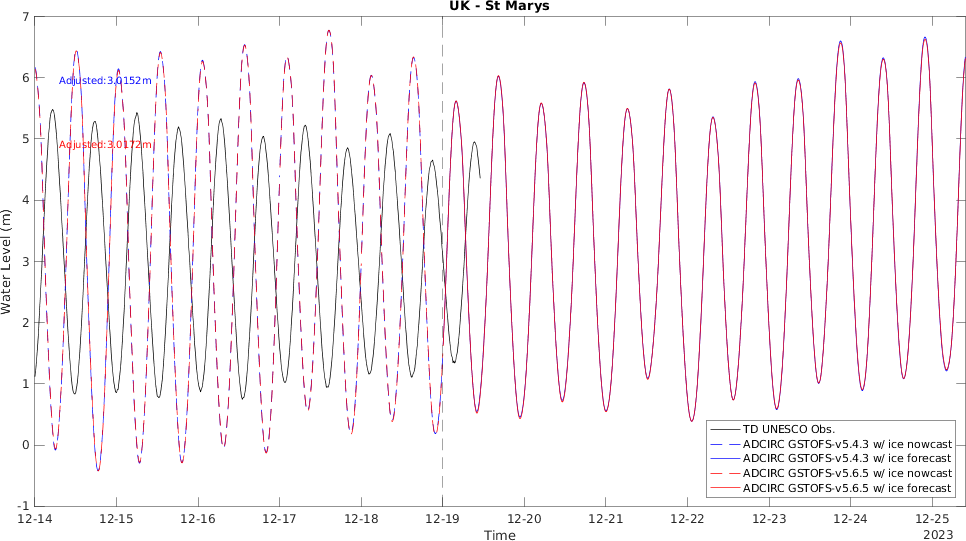 UK - St Marys
7
6
5
4
3
2
1
0
-1
Water Level (m)
Adjusted:3.0152m
Adjusted:3.0172m
TD UNESCO Obs.
ADCIRC GSTOFS-v5.4.3 w/ ice nowcast
ADCIRC GSTOFS-v5.4.3 w/ ice forecast
ADCIRC GSTOFS-v5.6.5 w/ ice nowcast
ADCIRC GSTOFS-v5.6.5 w/ ice forecast
12-14 12-15 12-16 12-17 12-18 12-19 12-20 12-21 12-22 12-23 12-24 12-25
Time 2023